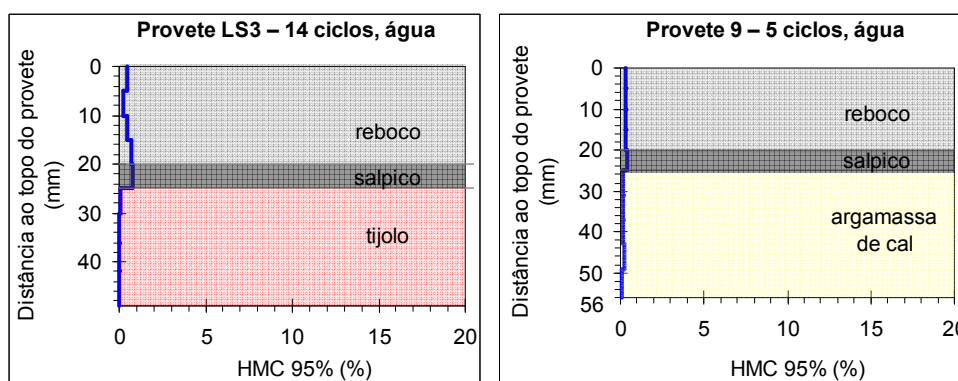 Provete LS3 – 14 ciclos, água
Distância ao topo do provete
(mm)
0
10
20
30
40
reboco
salpico
tijolo
0
5
10
15
20
HMC 95% (%)
Provete 9 – 5 ciclos, água
Distância ao topo do provete
(mm)
0
10
20
30
40
50
56
reboco
salpico
argamassa
de cal
0
5
10
15
20
HMC 95% (%)